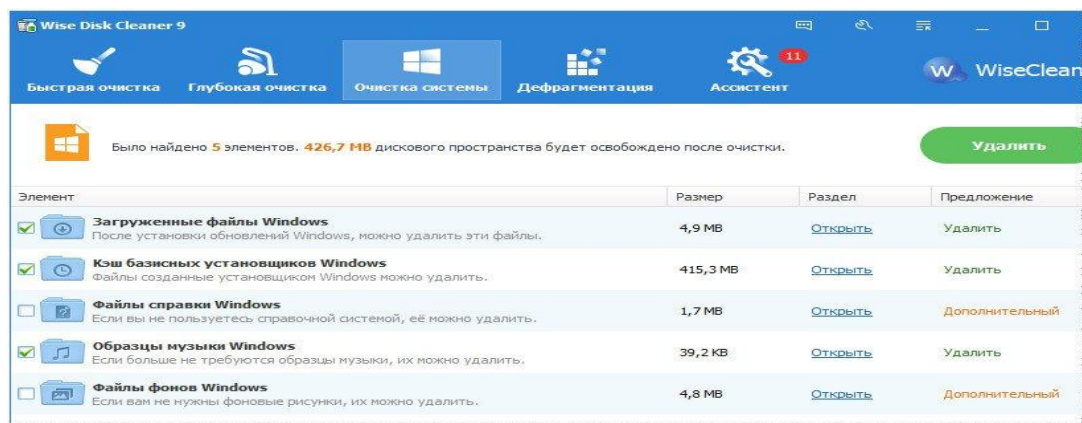 Wise Disk Cleaner 9
Быстрая очистка Глубокая очистка Очистка системы Дефрагментация Ассистент 11 W WiseClean
Было найдено 5 элементов. 426,7 MB дискового пространства будет освобождено после очистки. Удалить
Элемент Размер Раздел Предложение
Загруженные файлы Windows
После установки обновлений Windows, можно удалить эти файлы.
4,9 MB Открыть Удалить
Кэш базисных установщиков Windows
Файлы созданные установщиком Windows можно удалить.
415,3 MB Открыть Удалить
Файлы справки Windows
Если вы не пользуетесь справочной системой, её можно удалить.
1,7 MB Открыть Дополнительный
Образцы музыки Windows
Если больше не требуются образцы музыки, их можно удалить.
39,2 KB Открыть Удалить
Файлы фонов Windows
Если вам не нужны фоновые рисунки, их можно удалить.
4,8 MB Открыть Дополнительный